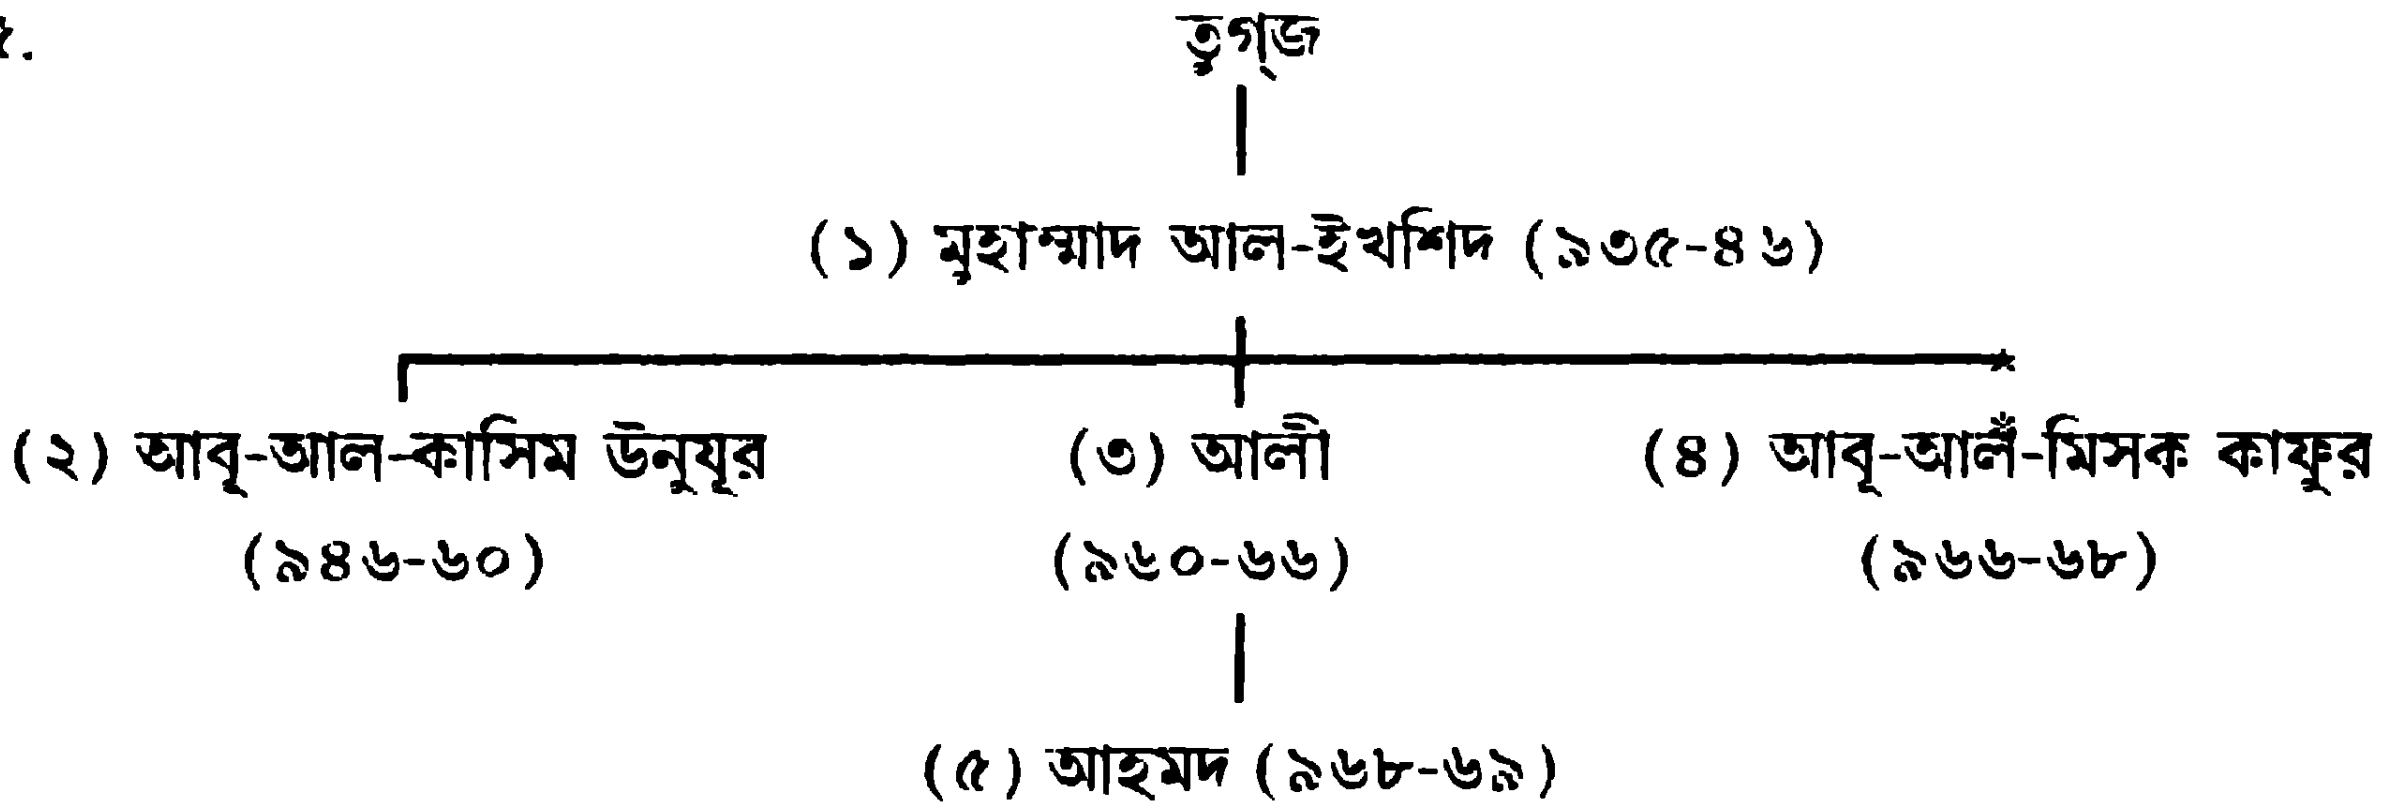 ৫.
তুগ্‌জ
(১) মুহাম্মাদ আল-ইখশিদ (৯৩৫-৪৬)
(২) আবূ-আল-কাসিম উনুযূর (৩) আলী (৪) আবূ-আল-মিসক কাফুর
(৯৪৬-৬০) (৯৬০-৬৬) (৯৬৬-৬৮)
(৫) আহমদ (৯৬৮-৬৯)